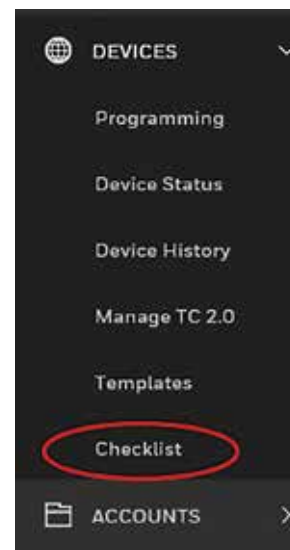 DEVICES
Programming
Device Status
Device History
Manage TC 2.0
Templates
Checklist
ACCOUNTS